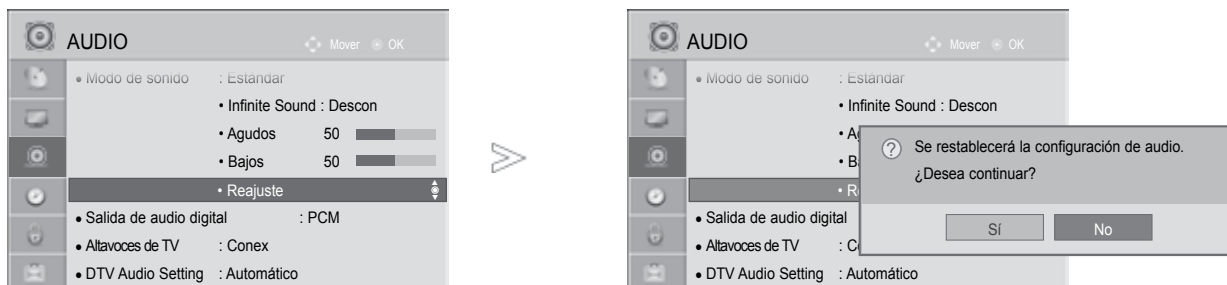 AUDIO Mover OK
• Modo de sonido : Estándar
• Infinite Sound : Descon
• Agudos 50
• Bajos 50
• Reajuste
• Salida de audio digital : PCM
• Altavoces de TV : Conex
• DTV Audio Setting : Automático
AUDIO Mover OK
• Modo de sonido : Estándar
• Infinite Sound : Descon
• A
• B
• R
• Salida de audio digital
• Altavoces de TV : C
• DTV Audio Setting : Automático
? Se restablecerá la configuración de audio.
¿Desea continuar?
Sí No